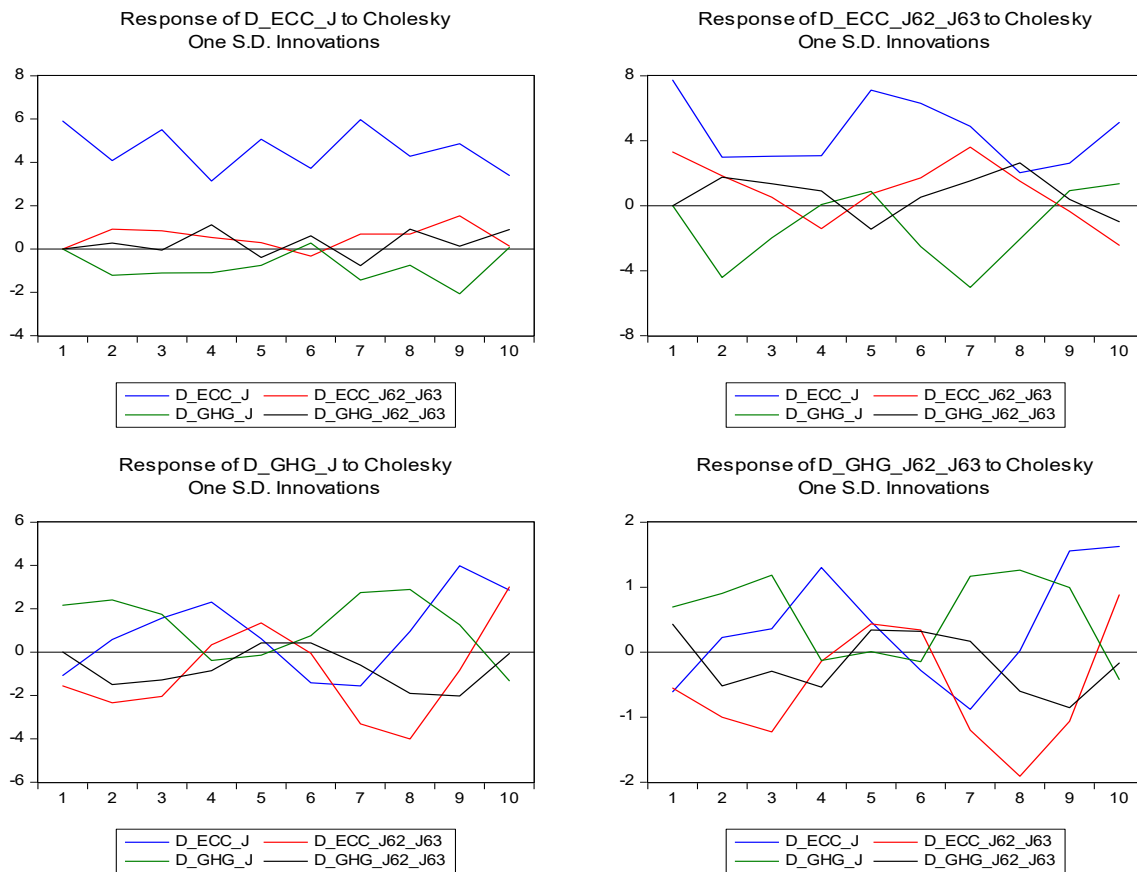 Response of D_ECC_J to Cholesky
One S.D. Innovations
8
6
4
2
0
-2
-4
1 2 3 4 5 6 7 8 9 10
D_ECC_J D_ECC_J62_J63
D_GHG_J D_GHG_J62_J63
Response of D_ECC_J62_J63 to Cholesky
One S.D. Innovations
8
4
0
-4
-8
1 2 3 4 5 6 7 8 9 10
D_ECC_J D_ECC_J62_J63
D_GHG_J D_GHG_J62_J63
Response of D_GHG_J to Cholesky
One S.D. Innovations
6
4
2
0
-2
-4
-6
1 2 3 4 5 6 7 8 9 10
D_ECC_J D_ECC_J62_J63
D_GHG_J D_GHG_J62_J63
Response of D_GHG_J62_J63 to Cholesky
One S.D. Innovations
2
1
0
-1
-2
1 2 3 4 5 6 7 8 9 10
D_ECC_J D_ECC_J62_J63
D_GHG_J D_GHG_J62_J63